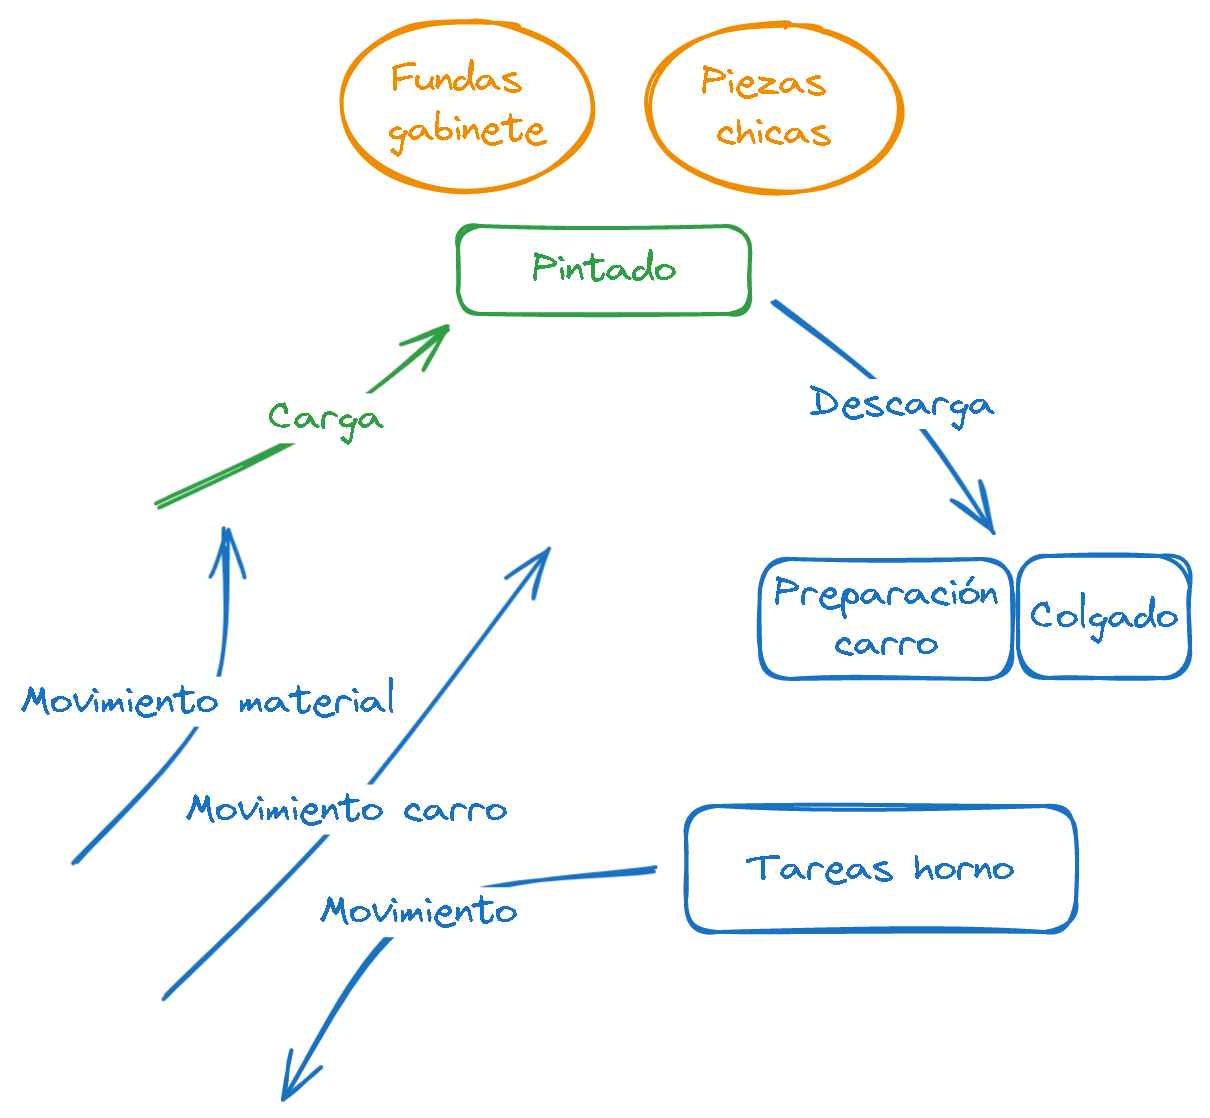 Fundas
gabinete
Piezas
chicas
Pintado
Carga
Descarga
Preparación
carro
Colgado
Movimiento material
Movimiento carro
Tareas horno
Movimiento